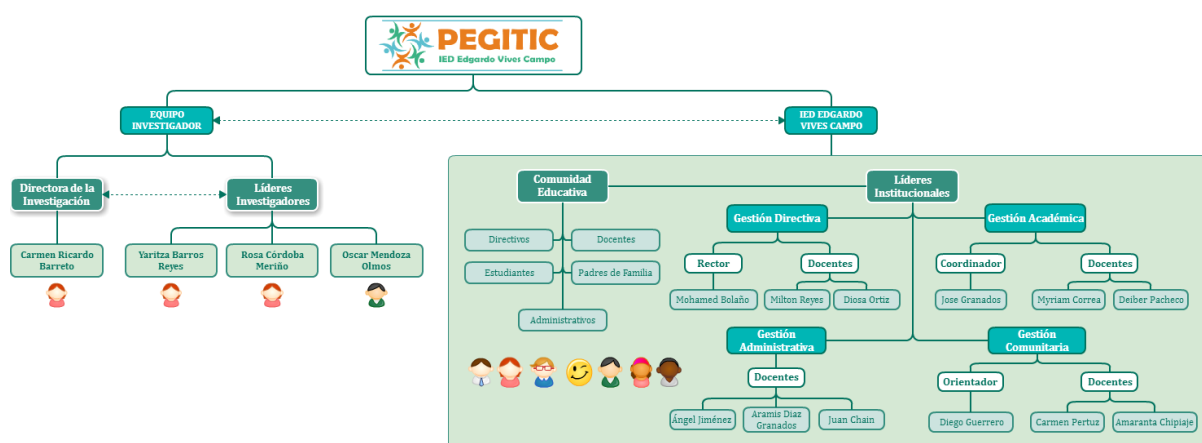 PEGITIC
IED Edgardo Vives Campo
EQUIPO
INVESTIGADOR
IED EDGARDO
VIVES CAMPO
Directora de la
Investigación
Líderes
Investigadores
Carmen Ricardo
Barreto
Yaritza Barros
Reyes
Rosa Córdoba
Meriño
Oscar Mendoza
Olmos
Comunidad
Educativa
Líderes
Institucionales
Directivos
Docentes
Estudiantes
Padres de Familia
Administrativos
Gestión Directiva
Rector
Docentes
Mohamed Bolaño
Milton Reyes
Diosa Ortiz
Gestión Académica
Coordinador
Docentes
Jose Granados
Myriam Correa
Deiber Pacheco
Gestión
Administrativa
Docentes
Ángel Jiménez
Aramis Diaz
Granados
Juan Chain
Gestión
Comunitaria
Orientador
Docentes
Diego Guerrero
Carmen Pertuz
Amaranta Chipiaje